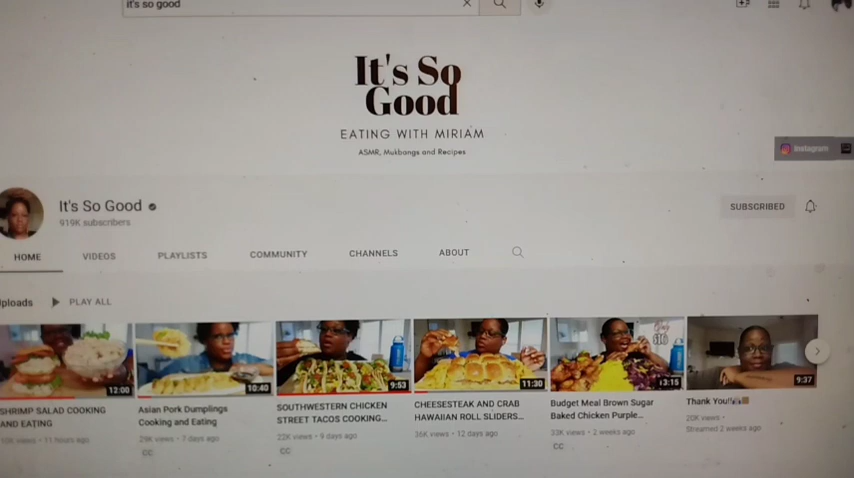 it's so good
It's So
Good
EATING WITH MIRIAM
ASMR, Mukbangs and Recipes
Instagram
It's So Good
919K subscribers
SUBSCRIBED
HOME VIDEOS PLAYLISTS COMMUNITY CHANNELS ABOUT
ploads PLAY ALL
12:00
10:40
9:53
11:30
13:15
9:37
SHRIMP SALAD COOKING
AND EATING
11 hours ago
Asian Pork Dumplings
Cooking and Eating
29K views • 7 days ago
CC
SOUTHWESTERN CHICKEN
STREET TACOS COOKING...
23K views • 9 days ago
CC
CHEESESTEAK AND CRAB
HAWAIIAN ROLL SLIDERS...
36K views • 12 days ago
Budget Meal Brown Sugar
Baked Chicken Purple...
33K views • 2 weeks ago
CC
Thank You!!
20K views •
Streamed 2 weeks ago